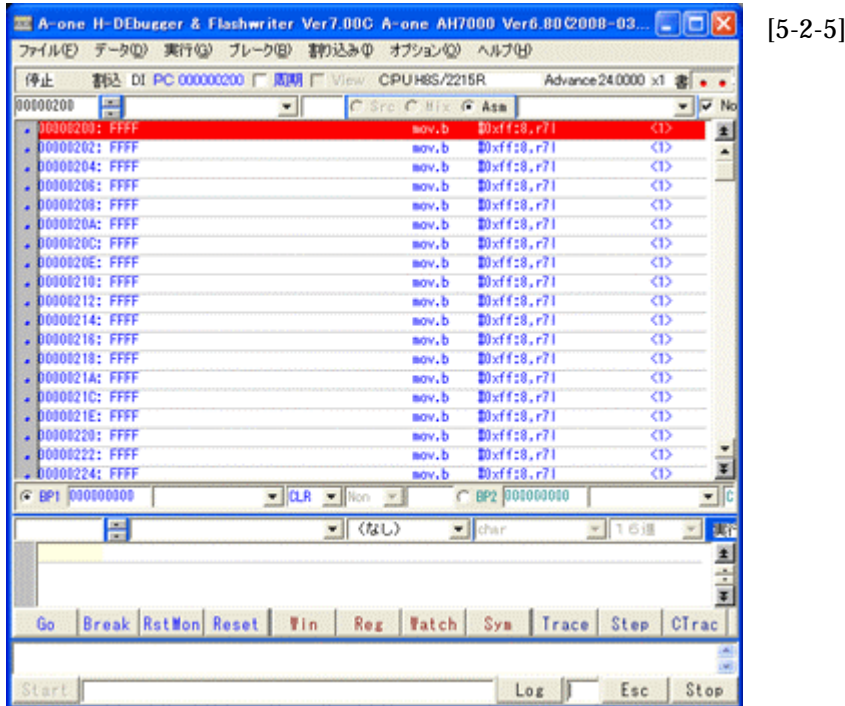 A-one H-DEbugger & Flashwriter Ver7.00C A-one AH7000 Ver6.80(2008-03...
[5-2-5]
ファイル(F) データ(D) 実行(G) ブレーク(B) 割り込み(I) オプション(O) ヘルプ(H)
停止 割込 DI PC 000000200 周期 View CPU H8S/2215R Advance 24.0000 x1 書
00000200 Src Mix Asm No
00000200: FFFF mov.b #0xff:8,r7l <1>
00000202: FFFF mov.b #0xff:8,r7l <1>
00000204: FFFF mov.b #0xff:8,r7l <1>
00000206: FFFF mov.b #0xff:8,r7l <1>
00000208: FFFF mov.b #0xff:8,r7l <1>
0000020A: FFFF mov.b #0xff:8,r7l <1>
0000020C: FFFF mov.b #0xff:8,r7l <1>
0000020E: FFFF mov.b #0xff:8,r7l <1>
00000210: FFFF mov.b #0xff:8,r7l <1>
00000212: FFFF mov.b #0xff:8,r7l <1>
00000214: FFFF mov.b #0xff:8,r7l <1>
00000216: FFFF mov.b #0xff:8,r7l <1>
00000218: FFFF mov.b #0xff:8,r7l <1>
0000021A: FFFF mov.b #0xff:8,r7l <1>
0000021C: FFFF mov.b #0xff:8,r7l <1>
0000021E: FFFF mov.b #0xff:8,r7l <1>
00000220: FFFF mov.b #0xff:8,r7l <1>
00000222: FFFF mov.b #0xff:8,r7l <1>
00000224: FFFF mov.b #0xff:8,r7l <1>
BP1 000000000 CLR Non BP2 000000000 C
(なし) char 16進 実行
Go Break RstMon Reset Win Reg Watch Sym Trace Step CTrac
Start Log Esc Stop